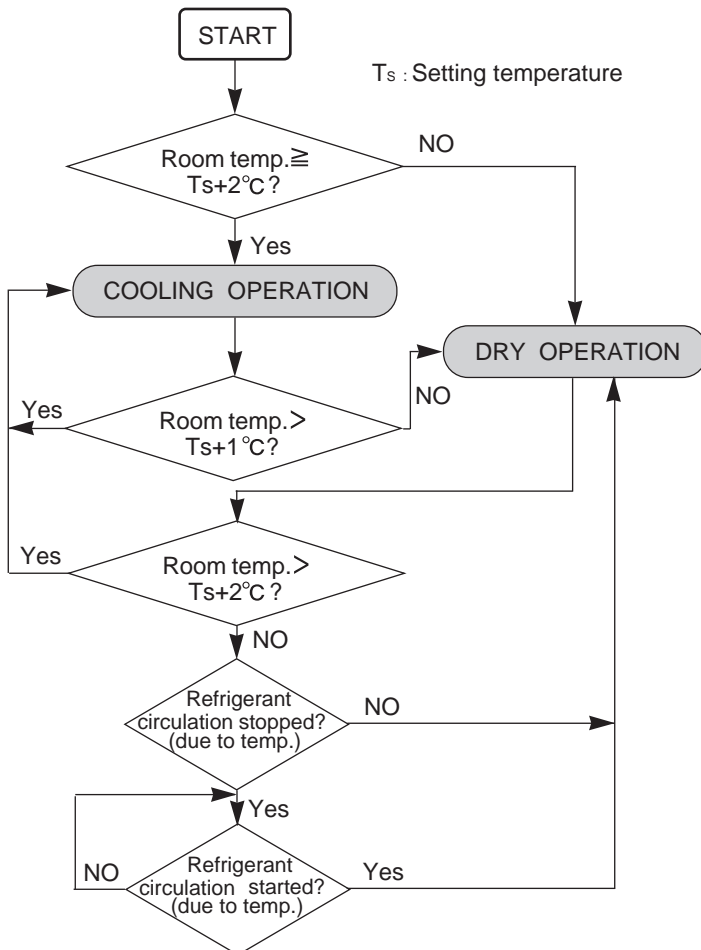 START
Ts : Setting temperature
Room temp.≧
Ts+2℃?
NO
Yes
COOLING OPERATION
DRY OPERATION
NO
Yes
Room temp.>
Ts+1℃?
Yes
Room temp.>
Ts+2℃?
NO
Refrigerant
circulation stopped?
(due to temp.)
NO
Yes
Refrigerant
circulation started?
(due to temp.)
NO
Yes